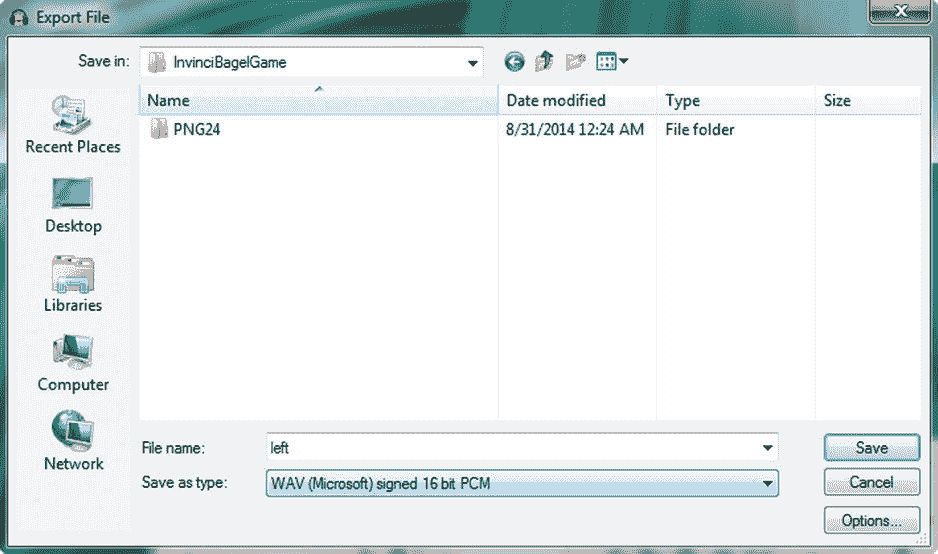 Export File
Save in: InvinciBagelGame
Name Date modified Type Size
PNG24 8/31/2014 12:24 AM File folder
Recent Places
Desktop
Libraries
Computer
Network
File name: left Save
Save as type: WAV (Microsoft) signed 16 bit PCM Cancel
Options...